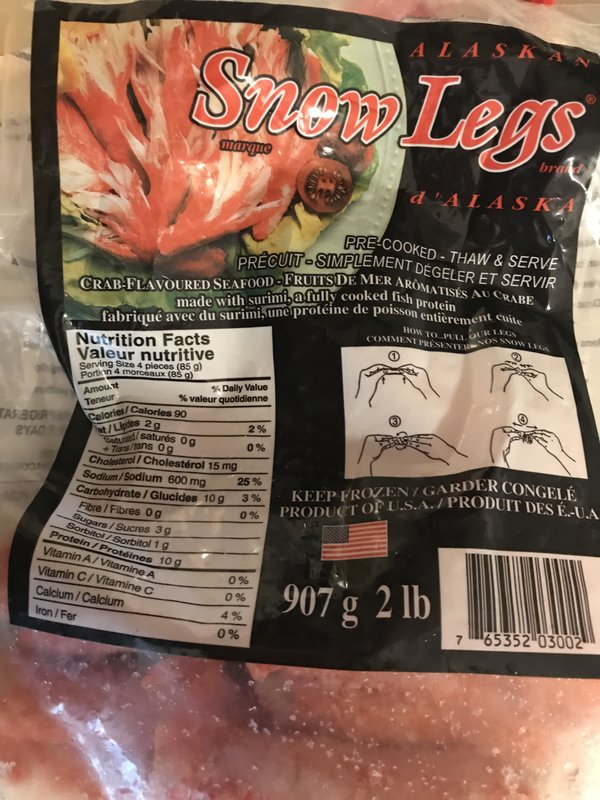 ALASKAN
Snow Legs®
marque
brand
d'ALASKA
PRE-COOKED - THAW & SERVE
PRÉCUIT - SIMPLEMENT DÉGELER ET SERVIR
CRAB-FLAVOURED SEAFOOD - FRUITS DE MER ARÔMATISÉS AU CRABE
made with surimi, a fully cooked fish protein
fabriqué avec du surimi, une protéine de poisson entièrement cuite
HOW TO...PULL OUR LEGS
COMMENT PRÉSENTER NOS SNOW LEGS
1
2
3
4
Nutrition Facts
Valeur nutritive
Serving Size 4 pieces (85 g)
Portion 4 morceaux (85 g)
Amount % Daily Value
Teneur % valeur quotidienne
Calories / Calories 90
Fat / Lipides 2 g 2 %
Saturated / saturés 0 g
+ Trans / trans 0 g 0 %
Cholesterol / Cholestérol 15 mg
Sodium / Sodium 600 mg 25 %
Carbohydrate / Glucides 10 g 3 %
Fibre / Fibres 0 g 0 %
Sugars / Sucres 3 g
Sorbitol / Sorbitol 1 g
Protein / Protéines 10 g
Vitamin A / Vitamine A 0 %
Vitamin C / Vitamine C 0 %
Calcium / Calcium 4 %
Iron / Fer 0 %
KEEP FROZEN / GARDER CONGELÉ
PRODUCT OF U.S.A. / PRODUIT DES É.-U.A
907 g 2 lb
7 65352 03002